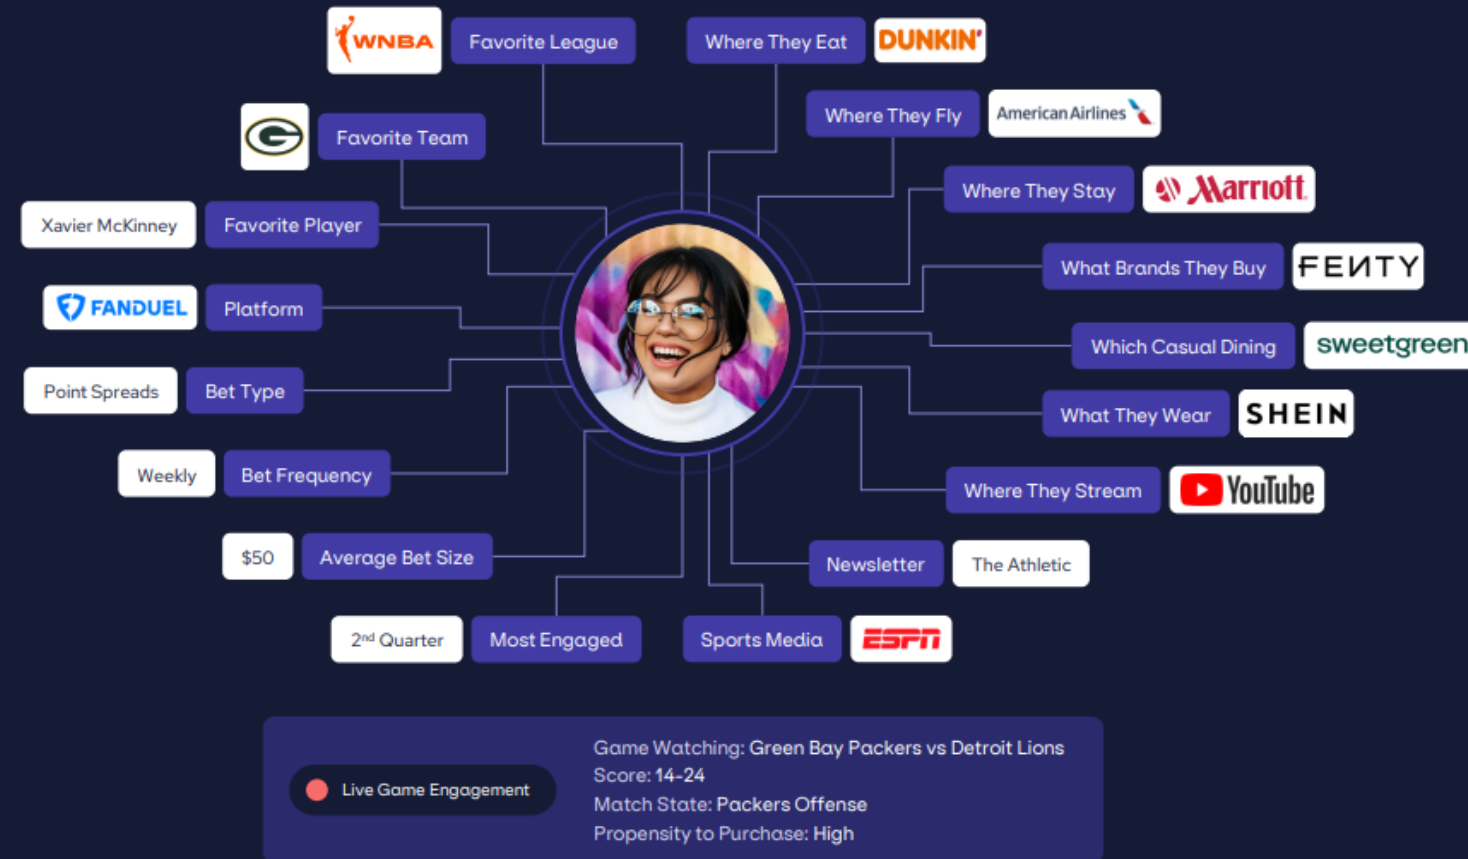 WNBA
Favorite League
Where They Eat
DUNKIN'
Where They Fly
American Airlines
G
Favorite Team
Where They Stay
Marriott
Xavier McKinney
Favorite Player
What Brands They Buy
FENTY
FANDUEL
Platform
Which Casual Dining
sweetgreen
Point Spreads
Bet Type
What They Wear
SHEIN
Weekly
Bet Frequency
Where They Stream
YouTube
$50
Average Bet Size
Newsletter
The Athletic
2nd Quarter
Most Engaged
Sports Media
ESPN
Live Game Engagement
Game Watching: Green Bay Packers vs Detroit Lions
Score: 14-24
Match State: Packers Offense
Propensity to Purchase: High